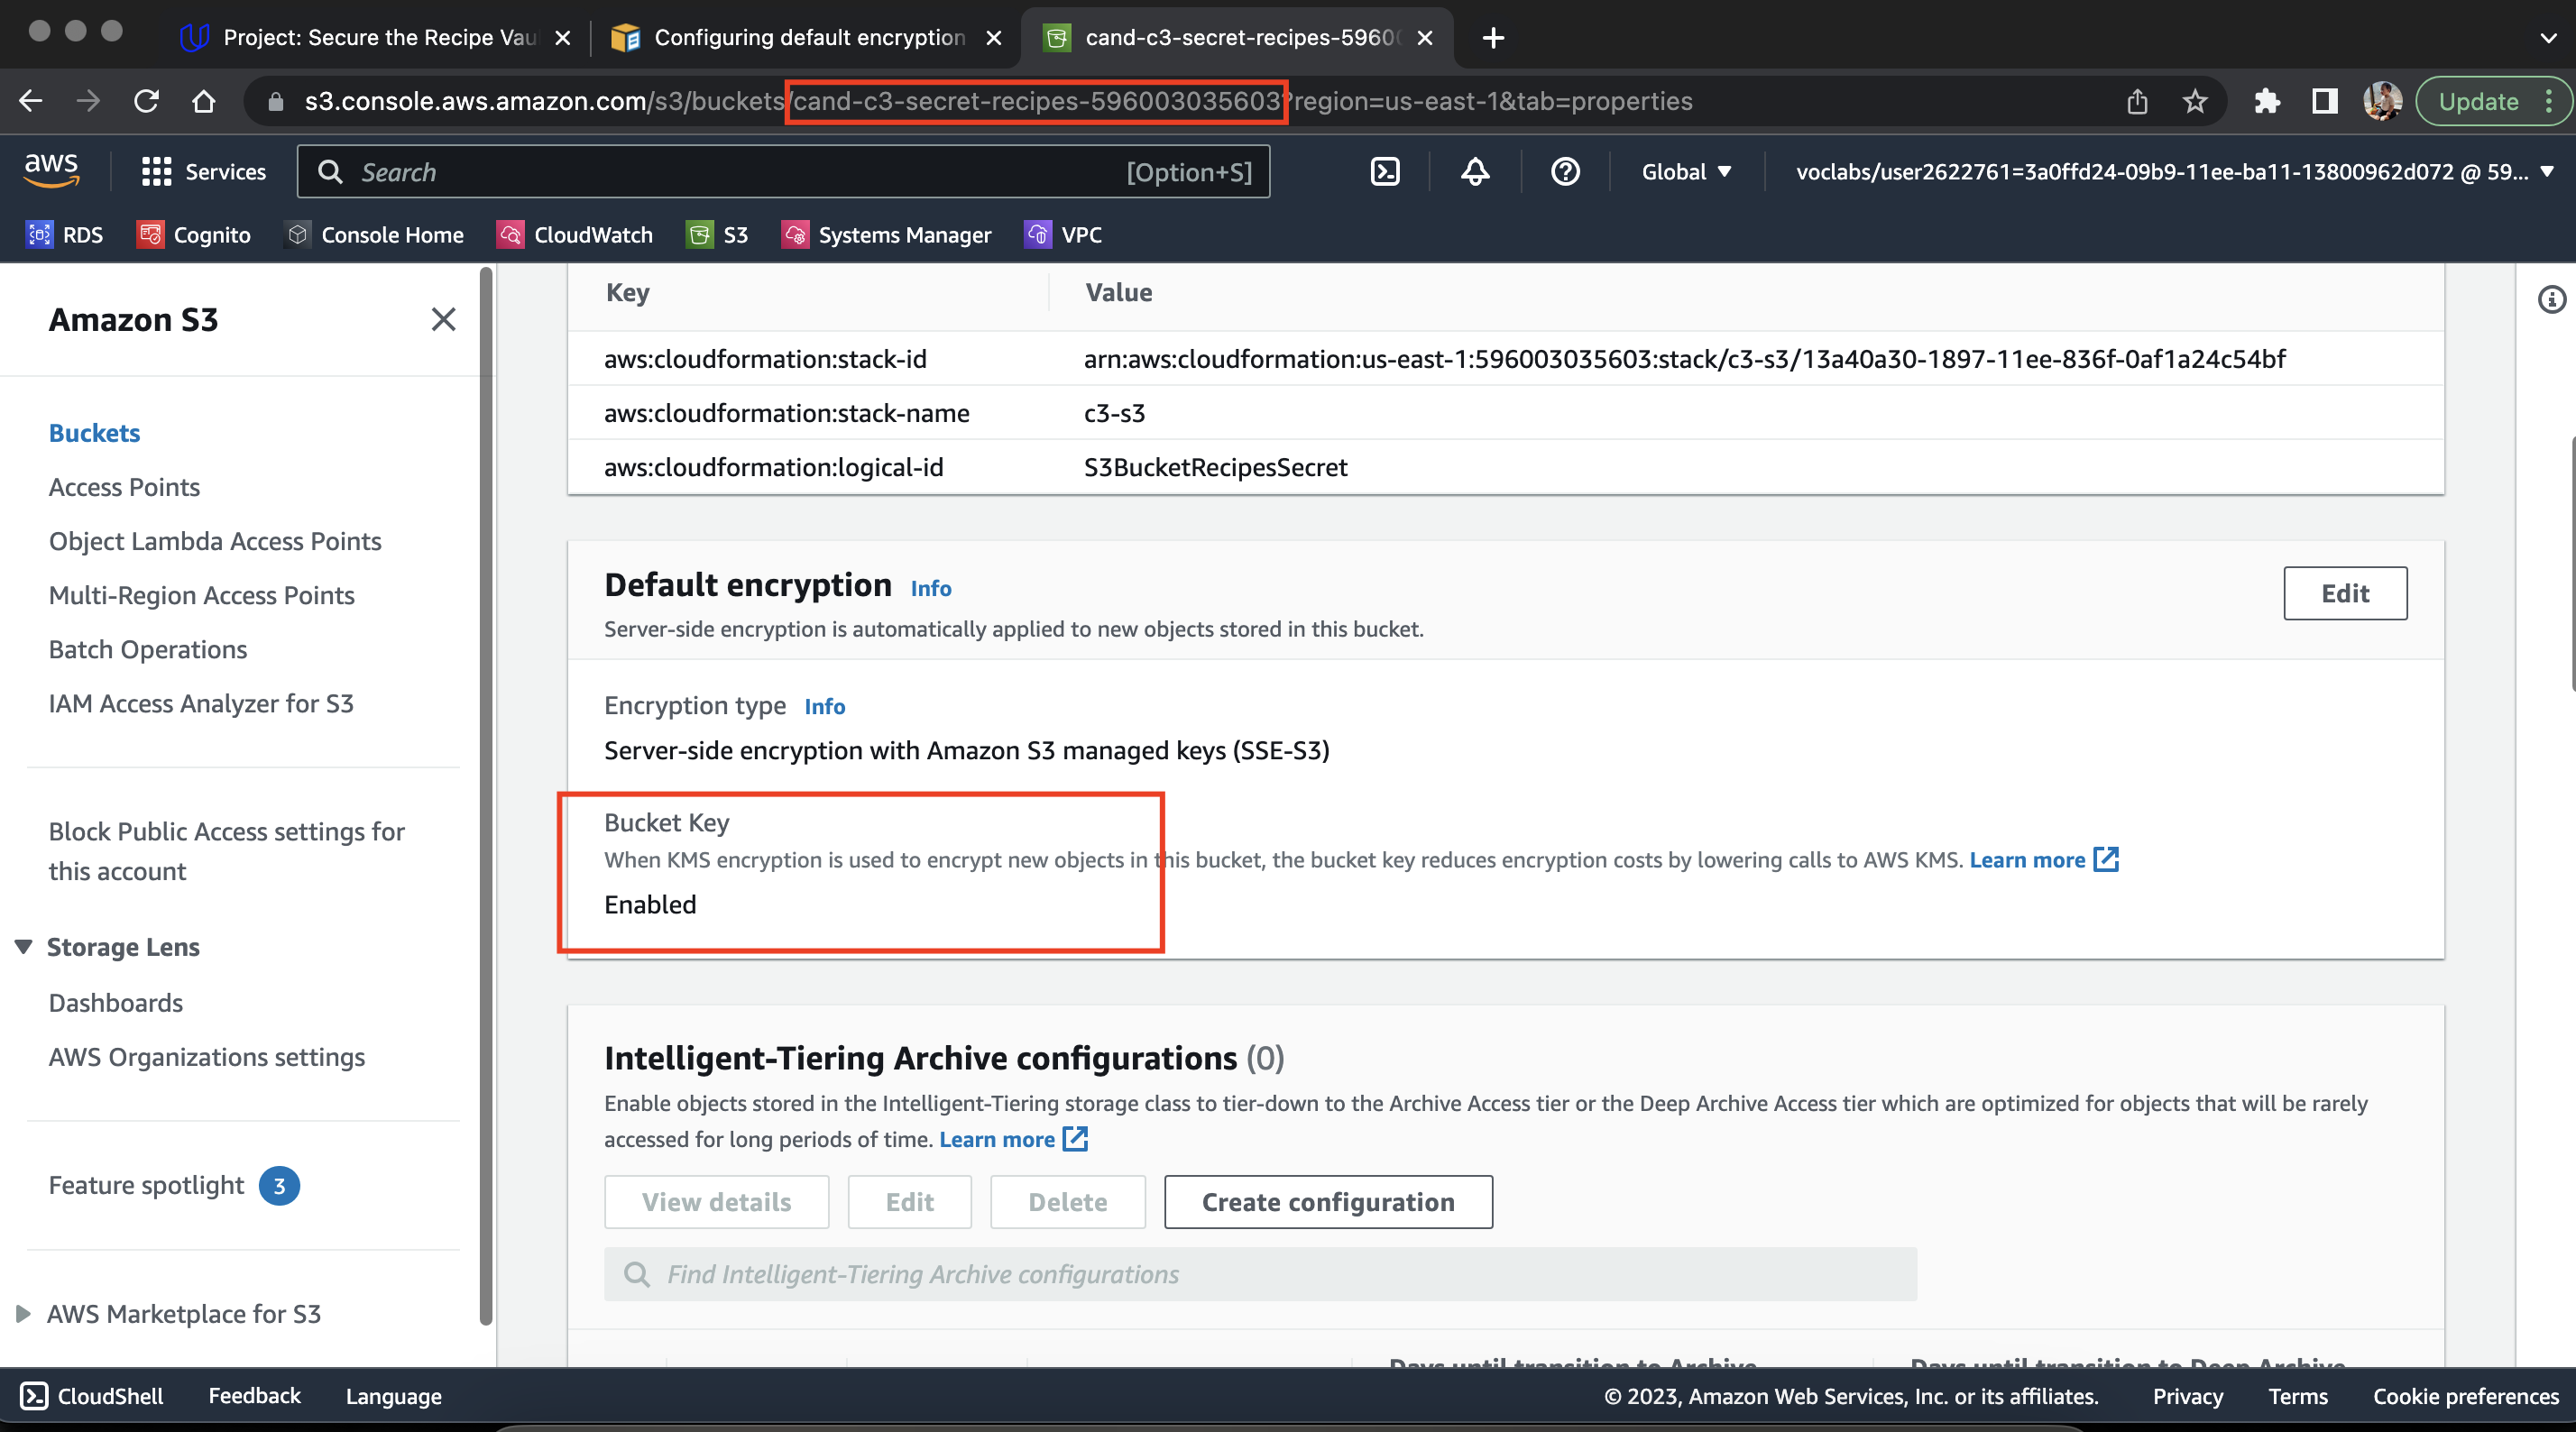 Project: Secure the Recipe Vau
Configuring default encryption
cand-c3-secret-recipes-5960
s3.console.aws.amazon.com/s3/buckets/cand-c3-secret-recipes-596003035603?region=us-east-1&tab=properties
Update
aws
Services
Search
[Option+S]
Global
voclabs/user2622761=3a0ffd24-09b9-11ee-ba11-13800962d072 @ 59...
RDS
Cognito
Console Home
CloudWatch
S3
Systems Manager
VPC
Amazon S3
Buckets
Access Points
Object Lambda Access Points
Multi-Region Access Points
Batch Operations
IAM Access Analyzer for S3
Block Public Access settings for
this account
Storage Lens
Dashboards
AWS Organizations settings
Feature spotlight 3
AWS Marketplace for S3
Key Value
aws:cloudformation:stack-id arn:aws:cloudformation:us-east-1:596003035603:stack/c3-s3/13a40a30-1897-11ee-836f-0af1a24c54bf
aws:cloudformation:stack-name c3-s3
aws:cloudformation:logical-id S3BucketRecipesSecret
Default encryption Info
Edit
Server-side encryption is automatically applied to new objects stored in this bucket.
Encryption type Info
Server-side encryption with Amazon S3 managed keys (SSE-S3)
Bucket Key
When KMS encryption is used to encrypt new objects in this bucket, the bucket key reduces encryption costs by lowering calls to AWS KMS. Learn more
Enabled
Intelligent-Tiering Archive configurations (0)
Enable objects stored in the Intelligent-Tiering storage class to tier-down to the Archive Access tier or the Deep Archive Access tier which are optimized for objects that will be rarely
accessed for long periods of time. Learn more
View details Edit Delete Create configuration
Find Intelligent-Tiering Archive configurations
Days until transition to Archive Days until transition to Deep Archive
CloudShell Feedback Language
© 2023, Amazon Web Services, Inc. or its affiliates. Privacy Terms Cookie preferences